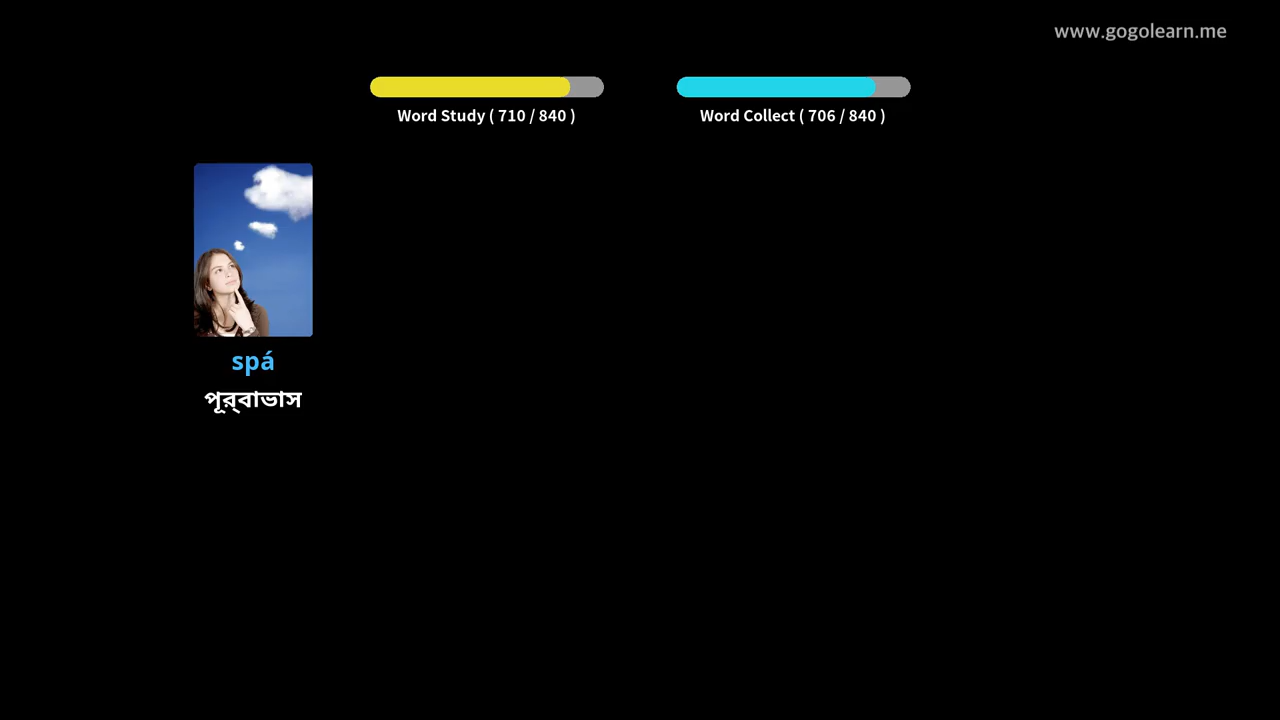 www.gogolearn.me
Word Study ( 710 / 840 )
Word Collect ( 706 / 840 )
spá
পূর্বাভাস